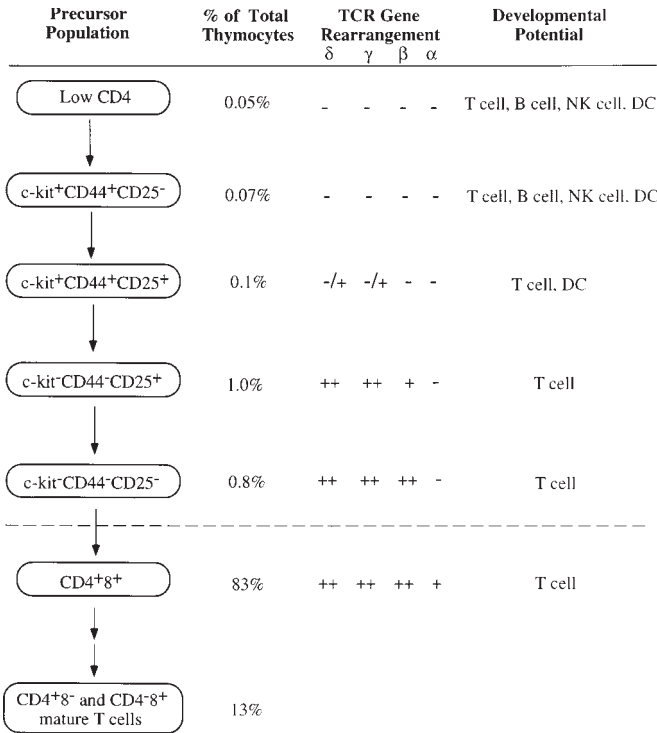 Precursor Population % of Total Thymocytes TCR Gene Rearrangement Developmental Potential
δ γ β α
Low CD4 0.05% - - - - T cell, B cell, NK cell, DC
c-kit⁺CD44⁺CD25⁻ 0.07% - - - - T cell, B cell, NK cell, DC
c-kit⁺CD44⁺CD25⁺ 0.1% -/+ -/+ - - T cell, DC
c-kit⁻CD44⁻CD25⁺ 1.0% ++ ++ + - T cell
c-kit⁻CD44⁻CD25⁻ 0.8% ++ ++ ++ - T cell
CD4⁺8⁺ 83% ++ ++ ++ + T cell
CD4⁺8⁻ and CD4⁻8⁺
mature T cells 13%